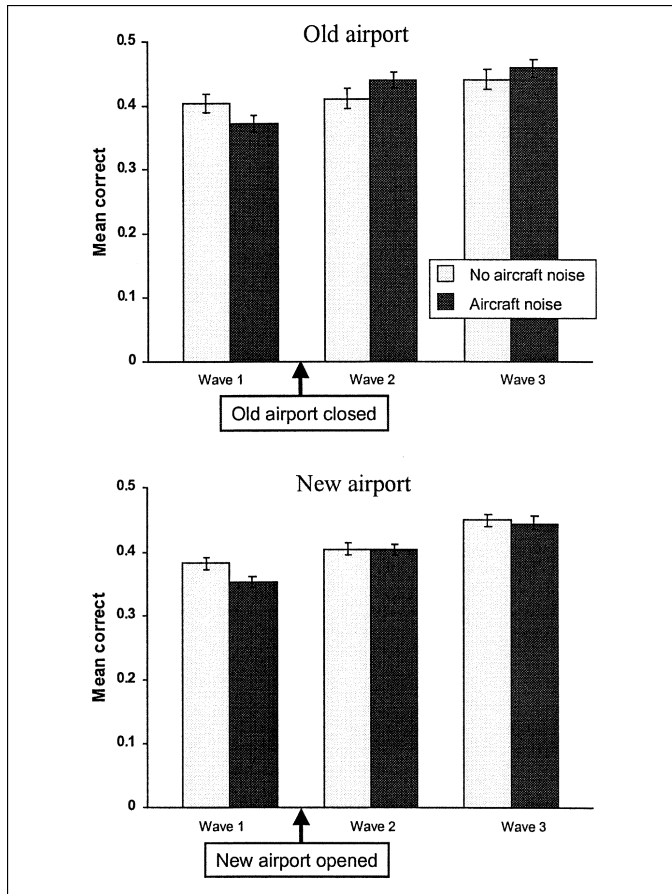 Old airport
Mean correct
0.5
0.4
0.3
0.2
0.1
0
No aircraft noise
Aircraft noise
Wave 1
Wave 2
Wave 3
Old airport closed
New airport
Mean correct
0.5
0.4
0.3
0.2
0.1
0
Wave 1
Wave 2
Wave 3
New airport opened